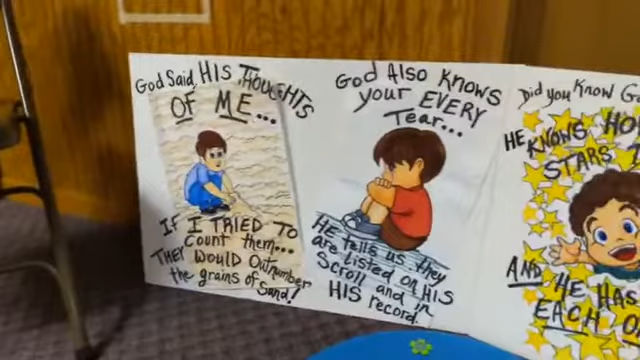 God Said, HIS THOUGHTS
OF ME...
IF I TRIED TO
Count them...
THEY WOULD OUTnumber
the grains of Sand!
God Also Knows
your EVERY
Tear...
HE tells us they
are listed on HIS
Scroll and in
HIS record.
Did you Know
HE KNOWS
STARS
AND HE HAS
EACH